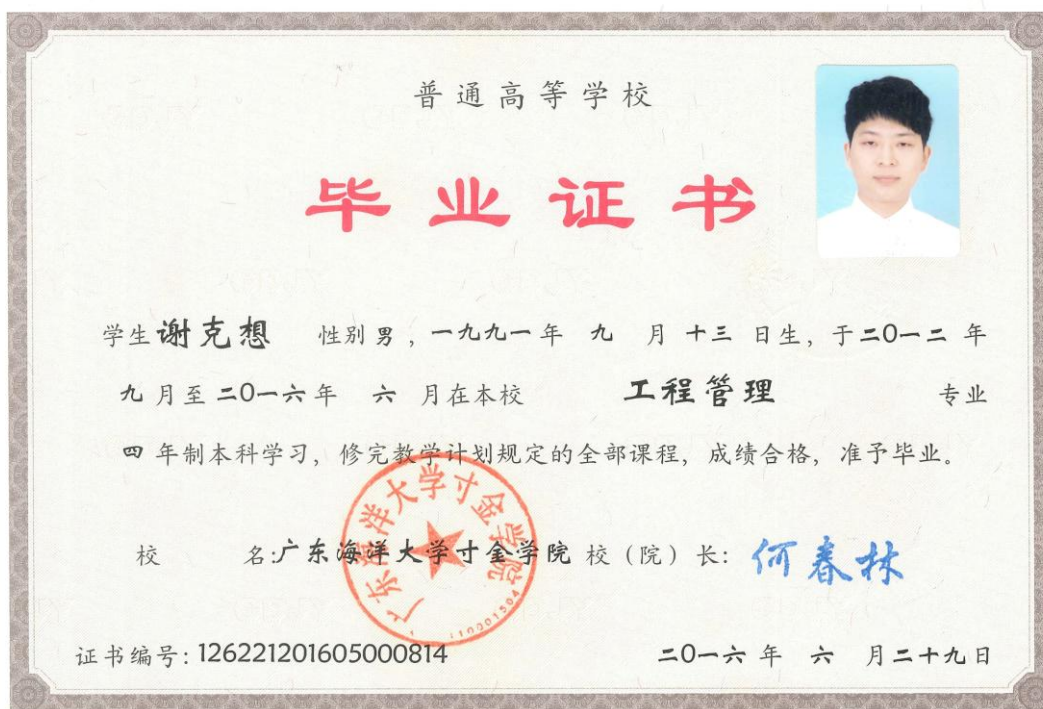 普通高等学校
毕业证书
学生谢克想 性别男，一九九一年 九 月 十三 日生，于二〇一二 年
九 月至 二〇一六年 六 月在本校 工程管理 专业
四 年制本科学习，修完教学计划规定的全部课程，成绩合格，准予毕业。
校 名:广东海洋大学寸金学院 校（院）长：何春林
广东海洋大学寸金学院
证书编号：126221201605000814 二〇一六 年 六 月二十九日